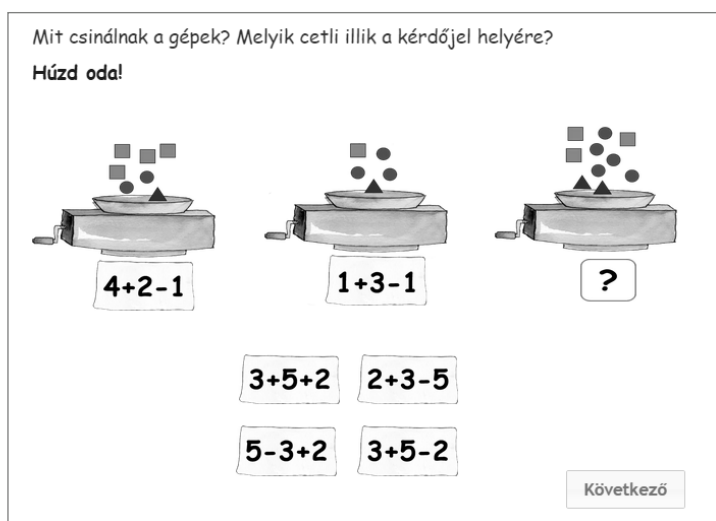 Mit csinálnak a gépek? Melyik cetli illik a kérdőjel helyére?
Húzd oda!
4+2-1
1+3-1
?
3+5+2
2+3-5
5-3+2
3+5-2
Következő